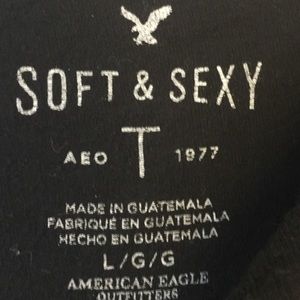 SOFT & SEXY
AEO T 1977
MADE IN GUATEMALA
FABRIQUÉ EN GUATEMALA
HECHO EN GUATEMALA
L/G/G
AMERICAN EAGLE
OUTFITTERS